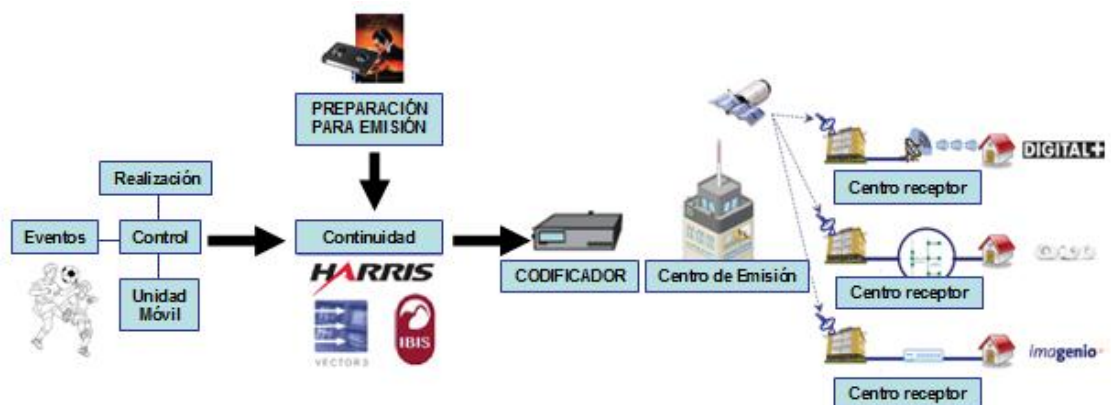 PREPARACIÓN
PARA EMISIÓN
Realización
Eventos
Control
Unidad
Móvil
Continuidad
HARRIS
VECTOR3
IBIS
CODIFICADOR
Centro de Emisión
DIGITAL+
Centro receptor
Centro receptor
imagenio
Centro receptor